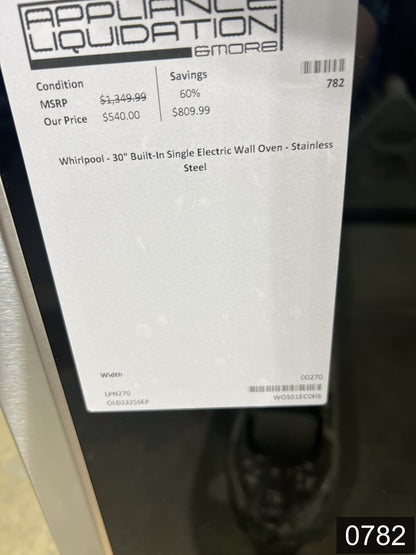 APPLIANCE
LIQUIDATION
&MORE!
782
Condition
Savings
MSRP $1,349.99 60%
Our Price $540.00 $809.99
Whirlpool - 30" Built-In Single Electric Wall Oven - Stainless
Steel
Width
00270
LPN270
OLD2325SEP
WOS51EC0HS
0782